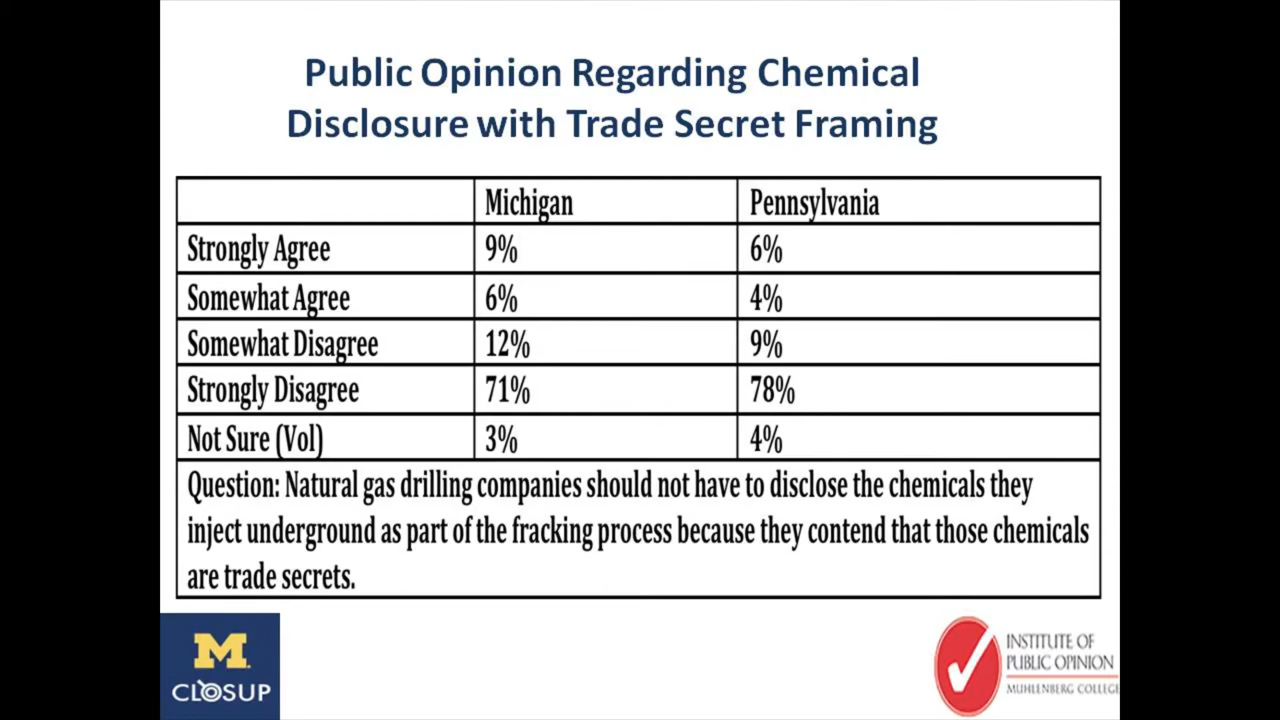 Public Opinion Regarding Chemical
Disclosure with Trade Secret Framing
Michigan Pennsylvania
Strongly Agree 9% 6%
Somewhat Agree 6% 4%
Somewhat Disagree 12% 9%
Strongly Disagree 71% 78%
Not Sure (Vol) 3% 4%
Question: Natural gas drilling companies should not have to disclose the chemicals they
inject underground as part of the fracking process because they contend that those chemicals
are trade secrets.
M
CLOSUP
INSTITUTE OF
PUBLIC OPINION
MUHLENBERG COLLEGE